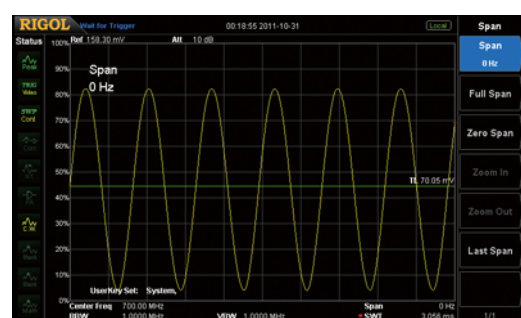 RIGOL Wait for Trigger 00:18:55 2011-10-31 Local Span
Status
Ref 158.30 mV Att 10 dB
100%
Span
0 Hz
Peak
90%
Span
0 Hz
TRIG
Video
80%
Full Span
SWP
Cont
70%
Zero Span
60%
50%
Zoom In
TL 70.05 mV
40%
C.W.
30%
Zoom Out
20%
Blank
Last Span
10%
Blank
UserKey Set: System,
0%
Math
Center Freq 700.00 MHz Span 0 Hz
RBW 1.0000 MHz VBW 1.0000 MHz SWT 3.056 ms
1/1